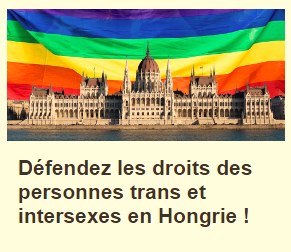 Défendez les droits des
personnes trans et
intersexes en Hongrie !